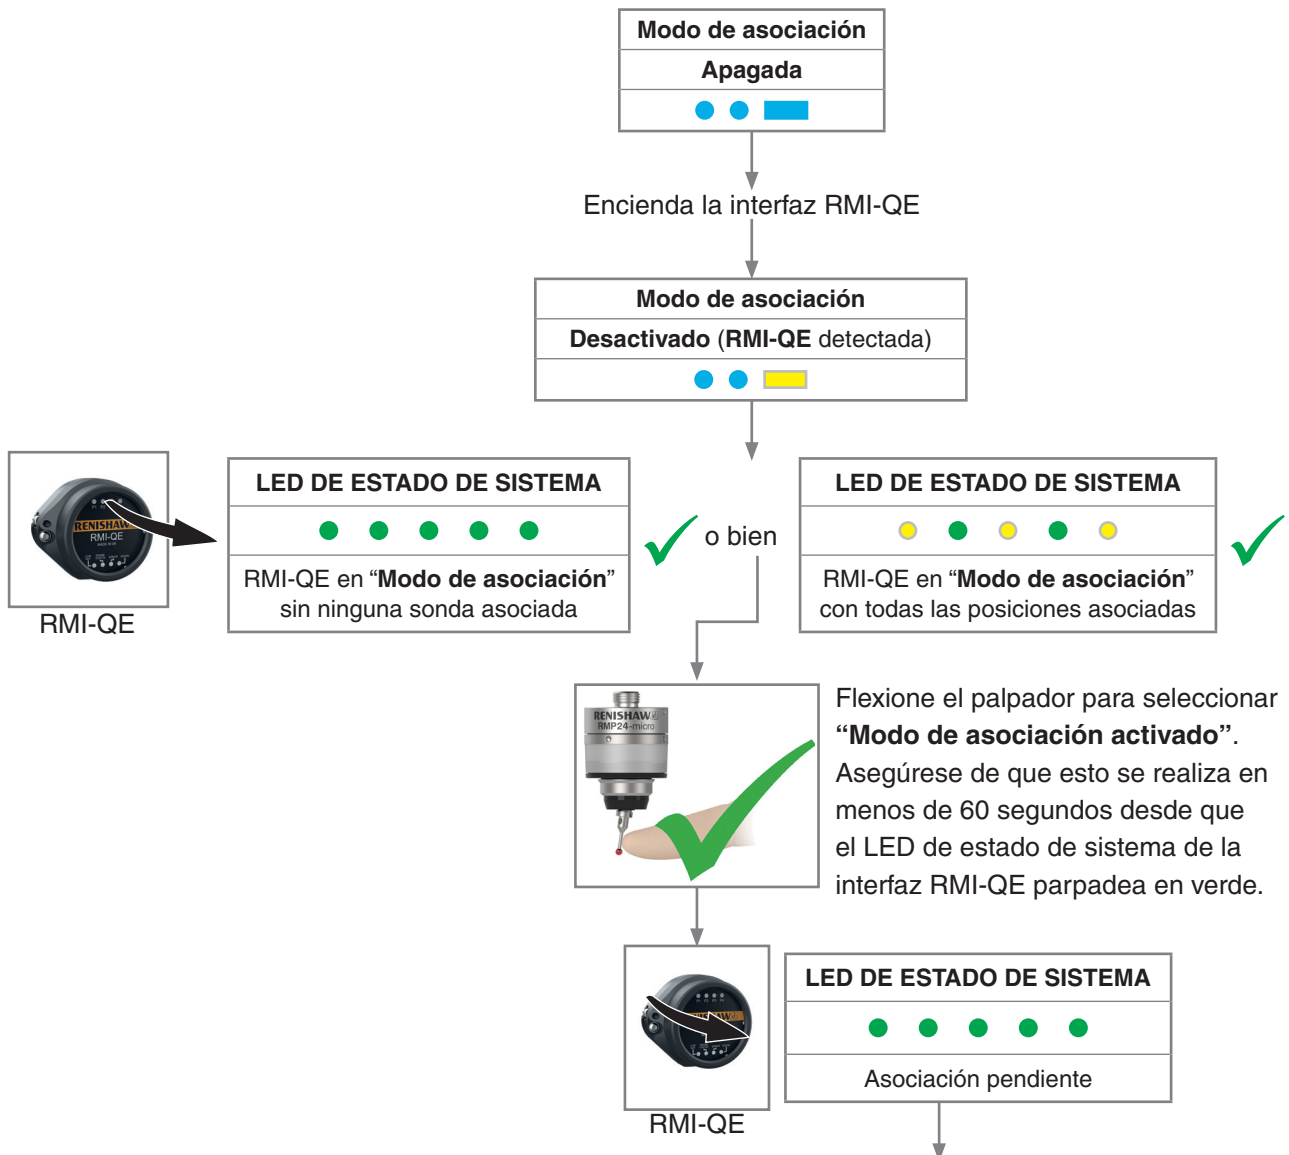 Modo de asociación
Apagada
Encienda la interfaz RMI-QE
Modo de asociación
Desactivado (RMI-QE detectada)
RENISHAW
RMI-QE
RMI-QE
LED DE ESTADO DE SISTEMA
RMI-QE en “Modo de asociación”
sin ninguna sonda asociada
o bien
LED DE ESTADO DE SISTEMA
RMI-QE en “Modo de asociación”
con todas las posiciones asociadas
RENISHAW
RMP24-micro
Flexione el palpador para seleccionar
“Modo de asociación activado”.
Asegúrese de que esto se realiza en
menos de 60 segundos desde que
el LED de estado de sistema de la
interfaz RMI-QE parpadea en verde.
RMI-QE
LED DE ESTADO DE SISTEMA
Asociación pendiente